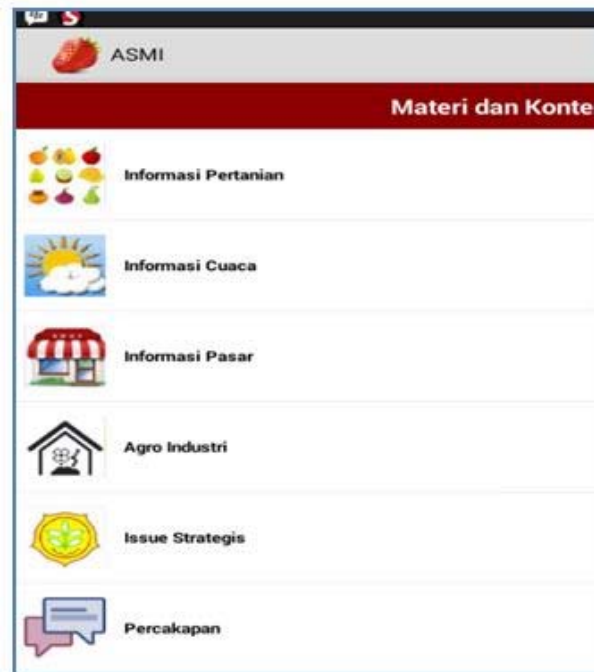 ASMI
Materi dan Konte
Informasi Pertanian
Informasi Cuaca
Informasi Pasar
Agro Industri
Issue Strategis
Percakapan